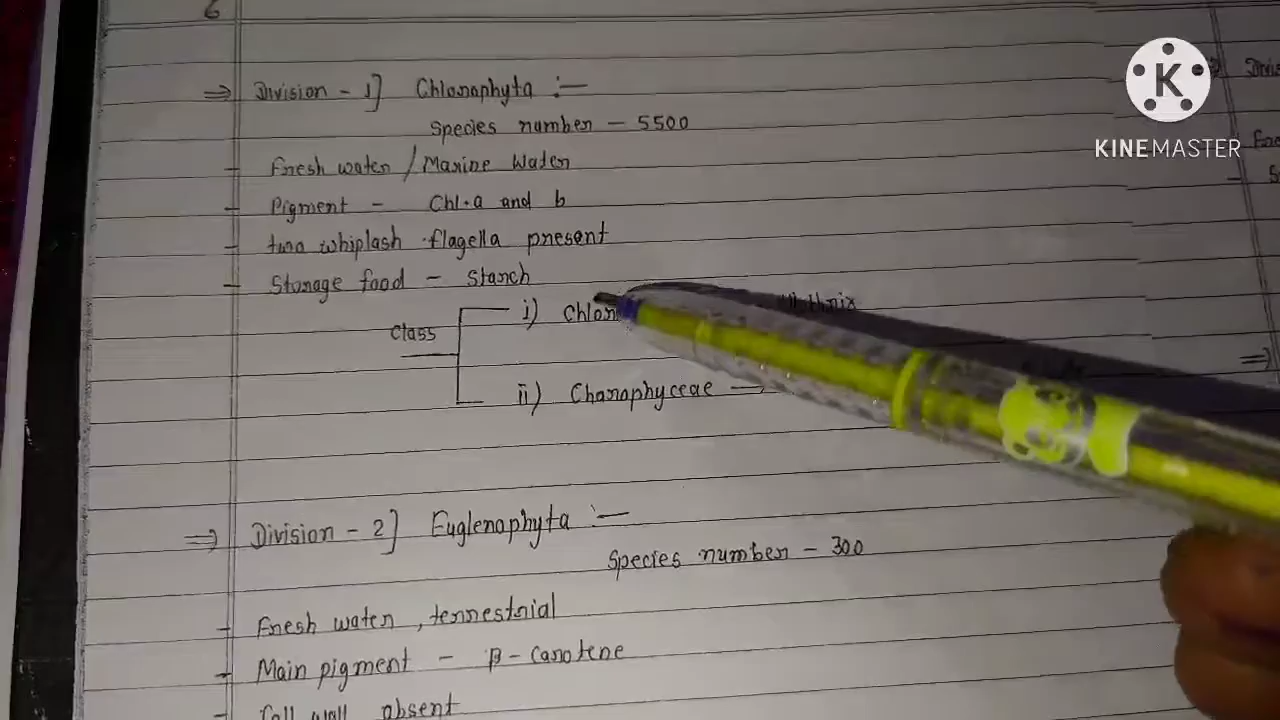 6
⇒ Division - 1] Chlorophyta :-
Species number - 5500
- Fresh water / Marine Water
- Pigment - Chl.a and b
- two whiplash flagella present
- Storage food - Starch
Class
i) Chlor
ii) Charophyceae →
⇒ Division - 2] Euglenophyta :-
Species number - 300
- Fresh water, terrestrial
- Main pigment - β-carotene
- Cell wall absent
KINEMASTER